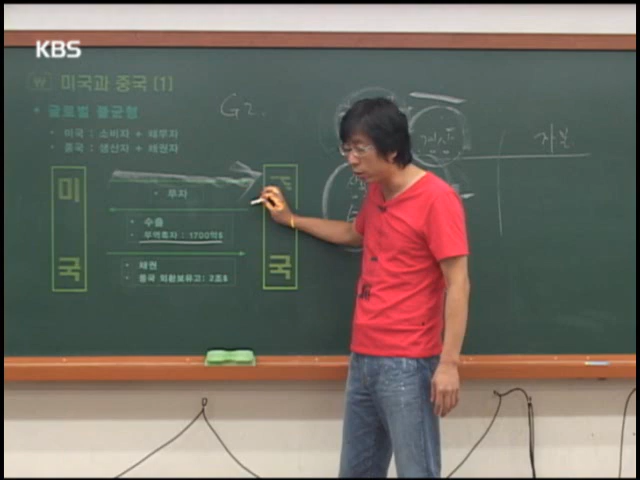 KBS
미국과 중국 [1]
G2.
* 글로벌 불균형
• 미국 : 소비자 + 채무자
• 중국 : 생산자 + 채권자
자본
미국
국
• 투자
• 수출
• 무역흑자 : 1700억$
• 채권
• 중국 외환보유고: 2조$